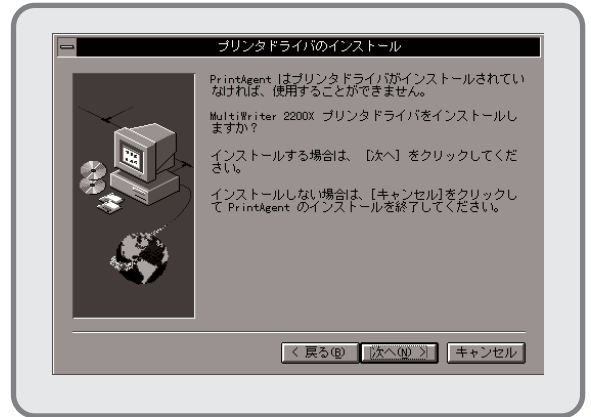 プリンタドライバのインストール
PrintAgent はプリンタドライバがインストールされてい
なければ、使用することができません。
MultiWriter 2200X プリンタドライバをインストールし
ますか？
インストールする場合は、［次へ］をクリックしてくだ
さい。
インストールしない場合は、[キャンセル]をクリックし
て PrintAgent のインストールを終了してください。
< 戻る(B) 次へ(N) > キャンセル